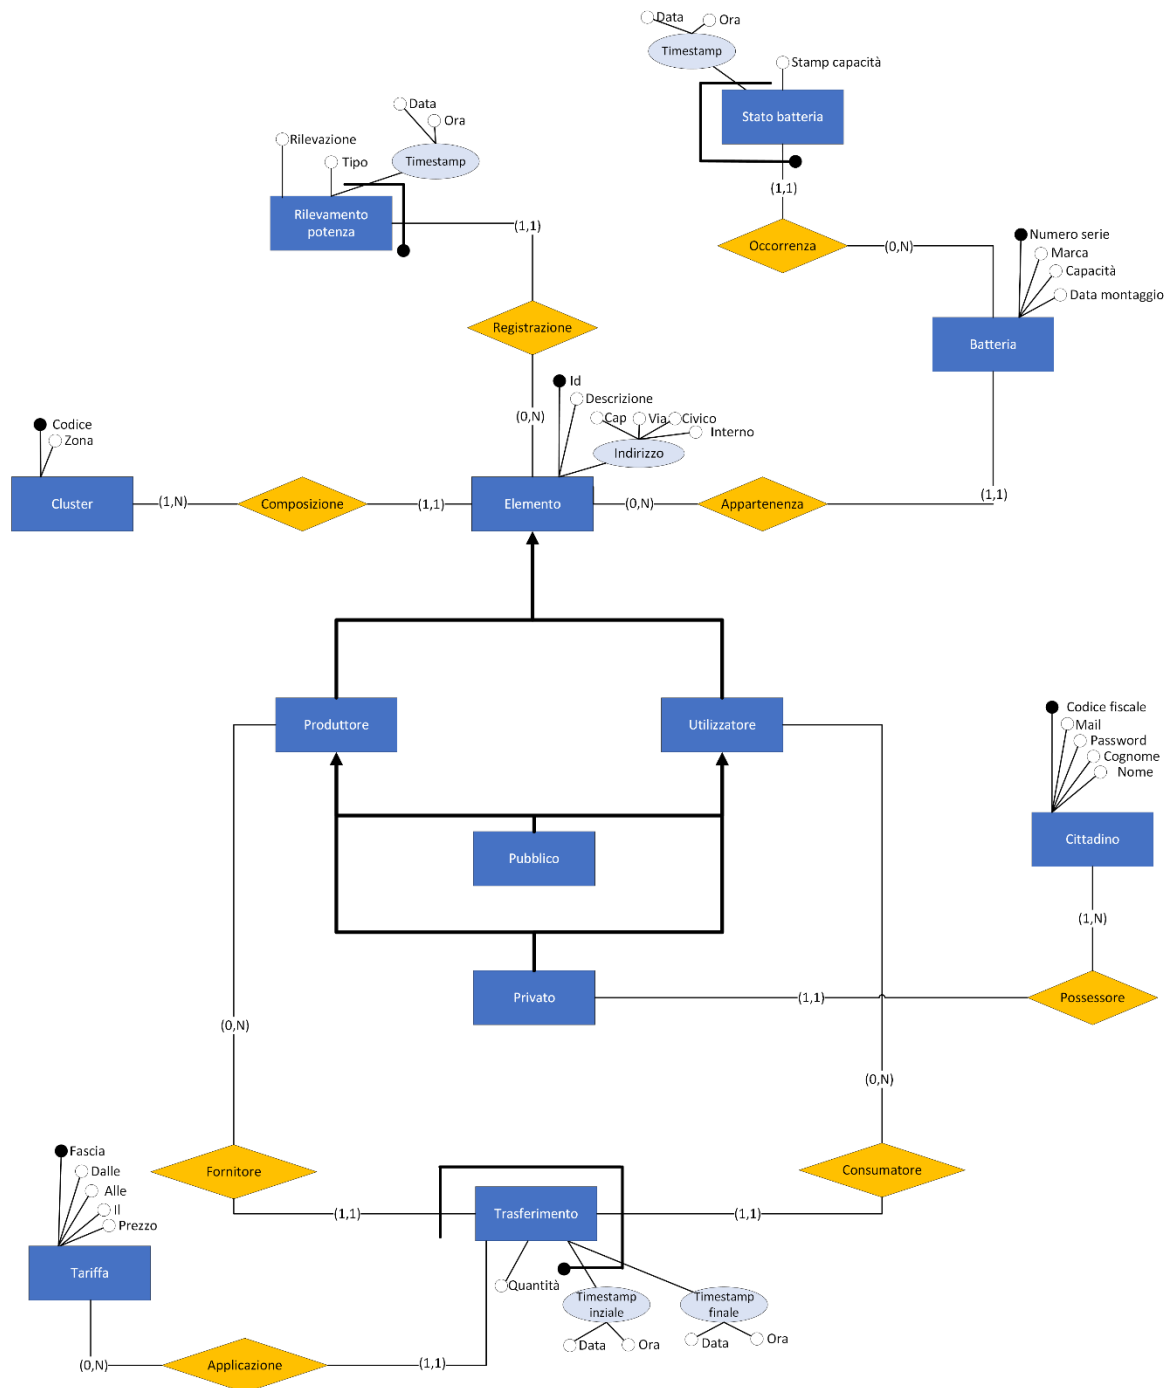 Data
Ora
Timestamp
Stamp capacità
Stato batteria
(1,1)
Data
Ora
Rilevazione
Tipo
Timestamp
Rilevamento
potenza
(1,1)
Occorrenza
(0,N)
Numero serie
Marca
Capacità
Data montaggio
Batteria
Registrazione
(0,N)
Id
Descrizione
Cap
Via
Civico
Interno
Indirizzo
Codice
Zona
Cluster
(1,N)
Composizione
(1,1)
Elemento
(0,N)
Appartenenza
(1,1)
Produttore
Utilizzatore
Codice fiscale
Mail
Password
Cognome
Nome
Cittadino
Pubblico
(1,N)
Privato
(1,1)
Possessore
(0,N)
(0,N)
Fascia
Dalle
Alle
Il
Prezzo
Tariffa
Fornitore
Consumatore
(1,1)
Trasferimento
(1,1)
Quantità
Timestamp
inziale
Timestamp
finale
Data
Ora
Data
Ora
(0,N)
Applicazione
(1,1)